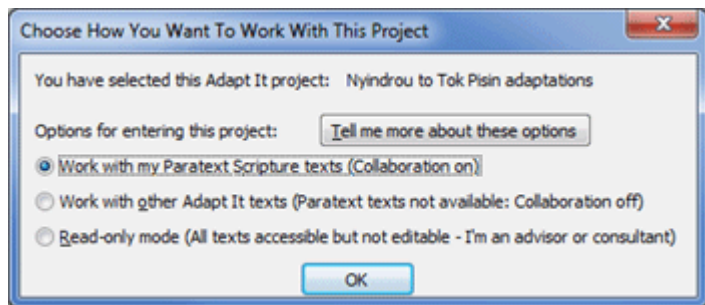 Choose How You Want To Work With This Project
You have selected this Adapt It project: Nyindrou to Tok Pisin adaptations
Options for entering this project: Tell me more about these options
Work with my Paratext Scripture texts (Collaboration on)
Work with other Adapt It texts (Paratext texts not available: Collaboration off)
Read-only mode (All texts accessible but not editable - I'm an advisor or consultant)
OK